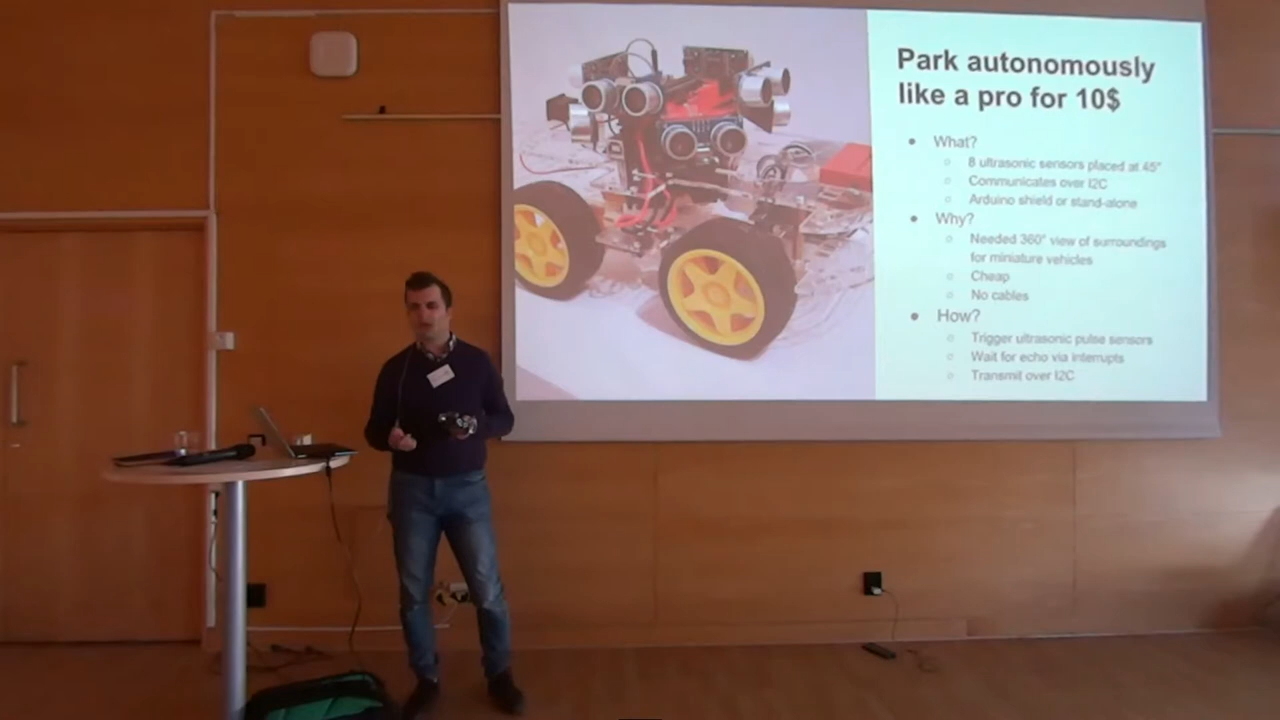 Park autonomously
like a pro for 10$
What?
8 ultrasonic sensors placed at 45°
Communicates over I2C
Arduino shield or stand-alone
Why?
Needed 360° view of surroundings
for miniature vehicles
Cheap
No cables
How?
Trigger ultrasonic pulse sensors
Wait for echo via interrupts
Transmit over I2C